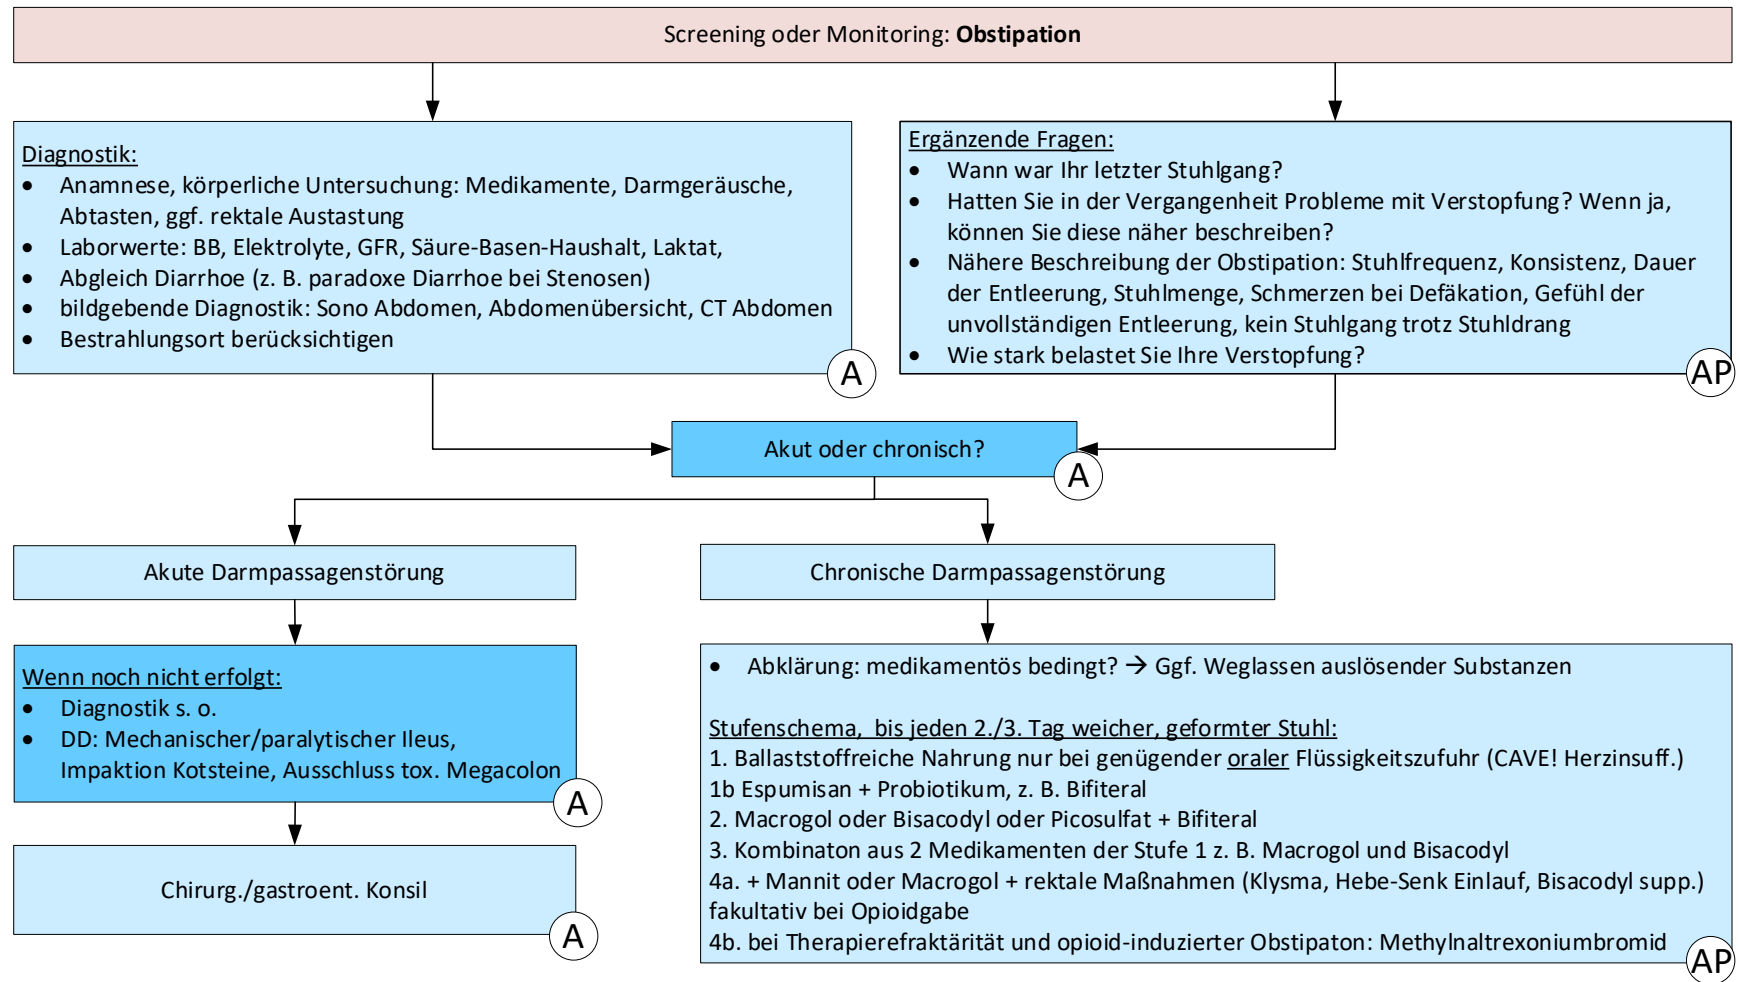 Screening oder Monitoring: Obstipation
Diagnostik:
• Anamnese, körperliche Untersuchung: Medikamente, Darmgeräusche,
Abtasten, ggf. rektale Austastung
• Laborwerte: BB, Elektrolyte, GFR, Säure-Basen-Haushalt, Laktat,
• Abgleich Diarrhoe (z. B. paradoxe Diarrhoe bei Stenosen)
• bildgebende Diagnostik: Sono Abdomen, Abdomenübersicht, CT Abdomen
• Bestrahlungsort berücksichtigen
A
Ergänzende Fragen:
• Wann war Ihr letzter Stuhlgang?
• Hatten Sie in der Vergangenheit Probleme mit Verstopfung? Wenn ja,
können Sie diese näher beschreiben?
• Nähere Beschreibung der Obstipation: Stuhlfrequenz, Konsistenz, Dauer
der Entleerung, Stuhlmenge, Schmerzen bei Defäkation, Gefühl der
unvollständigen Entleerung, kein Stuhlgang trotz Stuhldrang
• Wie stark belastet Sie Ihre Verstopfung?
AP
Akut oder chronisch?
A
Akute Darmpassagenstörung
Wenn noch nicht erfolgt:
• Diagnostik s. o.
• DD: Mechanischer/paralytischer Ileus,
Impaktion Kotsteine, Ausschluss tox. Megacolon
A
Chirurg./gastroent. Konsil
A
Chronische Darmpassagenstörung
• Abklärung: medikamentös bedingt? → Ggf. Weglassen auslösender Substanzen
Stufenschema, bis jeden 2./3. Tag weicher, geformter Stuhl:
1. Ballaststoffreiche Nahrung nur bei genügender oraler Flüssigkeitszufuhr (CAVE! Herzinsuff.)
1b Espumisan + Probiotikum, z. B. Bifiteral
2. Macrogol oder Bisacodyl oder Picosulfat + Bifiteral
3. Kombinaton aus 2 Medikamenten der Stufe 1 z. B. Macrogol und Bisacodyl
4a. + Mannit oder Macrogol + rektale Maßnahmen (Klysma, Hebe-Senk Einlauf, Bisacodyl supp.)
fakultativ bei Opioidgabe
4b. bei Therapierefraktärität und opioid-induzierter Obstipaton: Methylnaltrexoniumbromid
AP